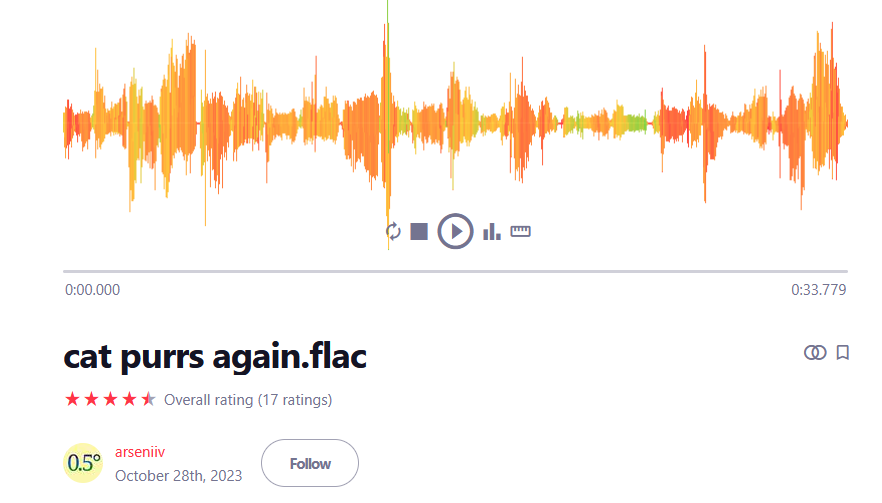 0:00.000 0:33.779
cat purrs again.flac
Overall rating (17 ratings)
0.5° arseniiv
October 28th, 2023
Follow